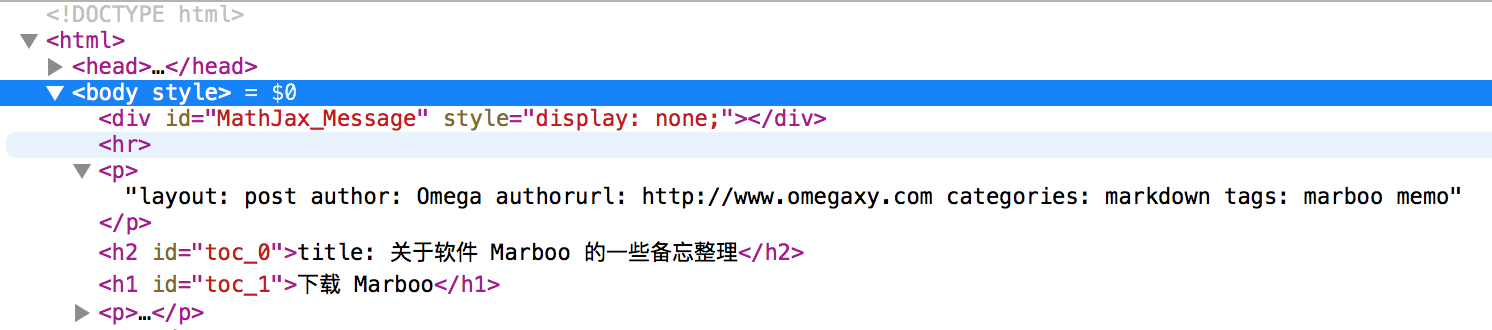 <!DOCTYPE html>
<html>
<head>…</head>
<body style> = $0
<div id="MathJax_Message" style="display: none;"></div>
<hr>
<p>
"layout: post author: Omega authorurl: http://www.omegaxy.com categories: markdown tags: marboo memo"
</p>
<h2 id="toc_0">title: 关于软件 Marboo 的一些备忘整理</h2>
<h1 id="toc_1">下载 Marboo</h1>
<p>…</p>